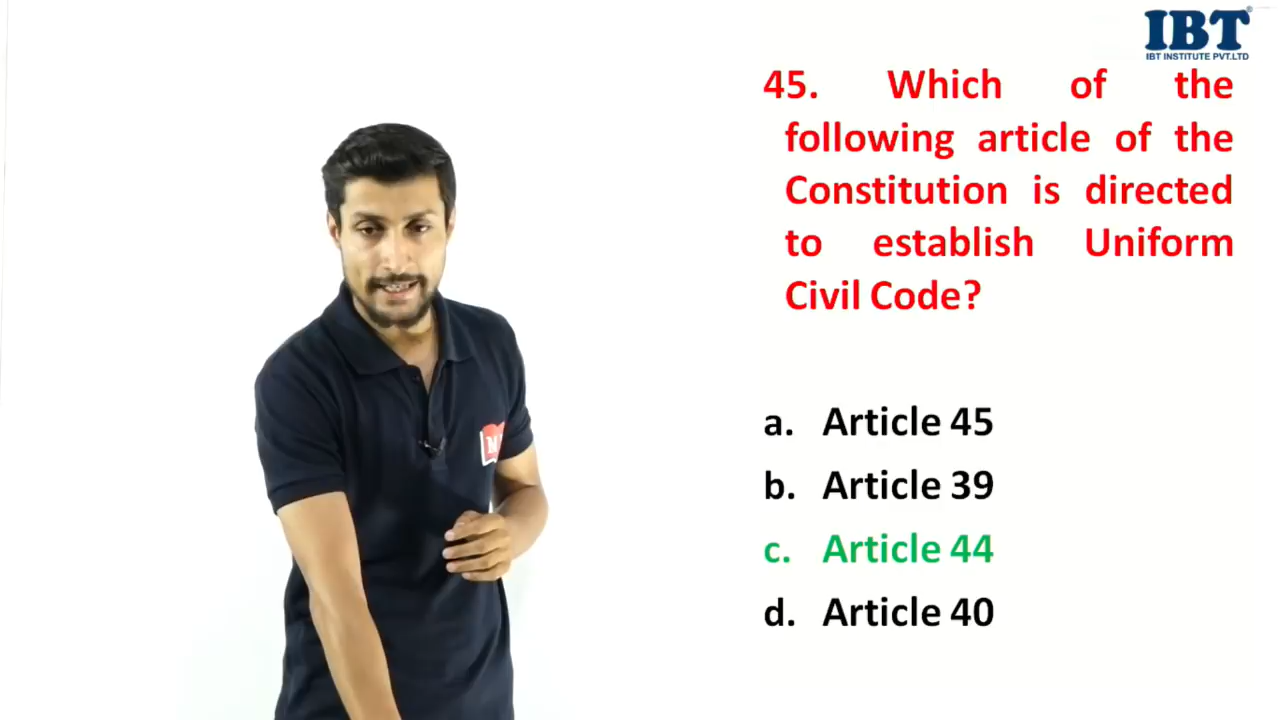 IBT
IBT INSTITUTE PVT.LTD
45. Which of the
following article of the
Constitution is directed
to establish Uniform
Civil Code?
a. Article 45
b. Article 39
c. Article 44
d. Article 40